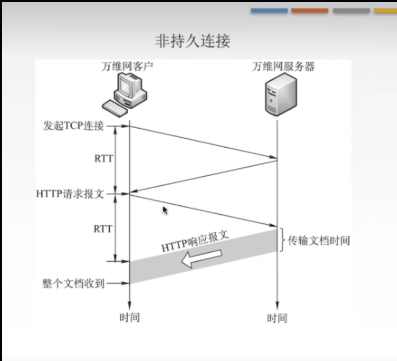 非持久连接
万维网客户
万维网服务器
发起TCP连接
RTT
HTTP请求报文
RTT
HTTP响应报文
传输文档时间
整个文档收到
时间
时间